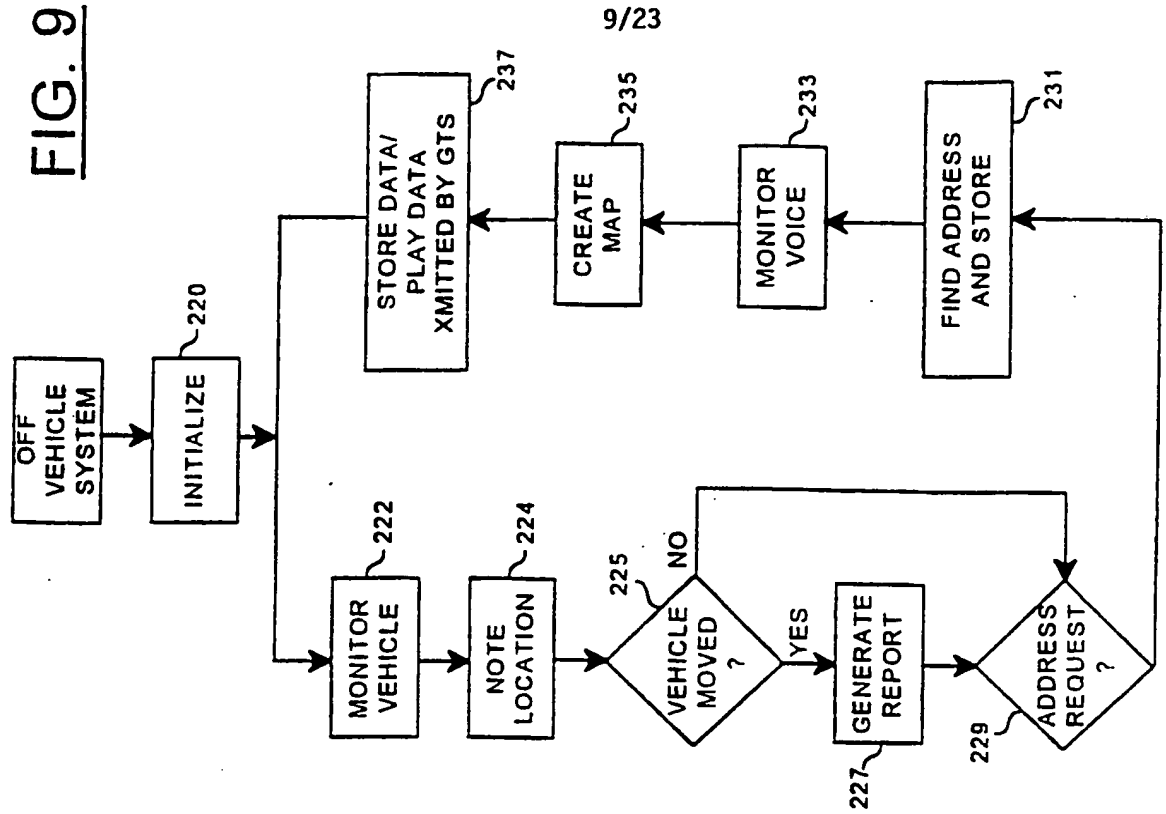 9/23
FIG. 9
OFF
VEHICLE
SYSTEM
220
INITIALIZE
222
MONITOR
VEHICLE
224
NOTE
LOCATION
225
VEHICLE
MOVED
?
NO
YES
GENERATE
REPORT
227
ADDRESS
REQUEST
?
229
231
FIND ADDRESS
AND STORE
233
MONITOR
VOICE
235
CREATE
MAP
237
STORE DATA/
PLAY DATA
XMITTED BY GTS